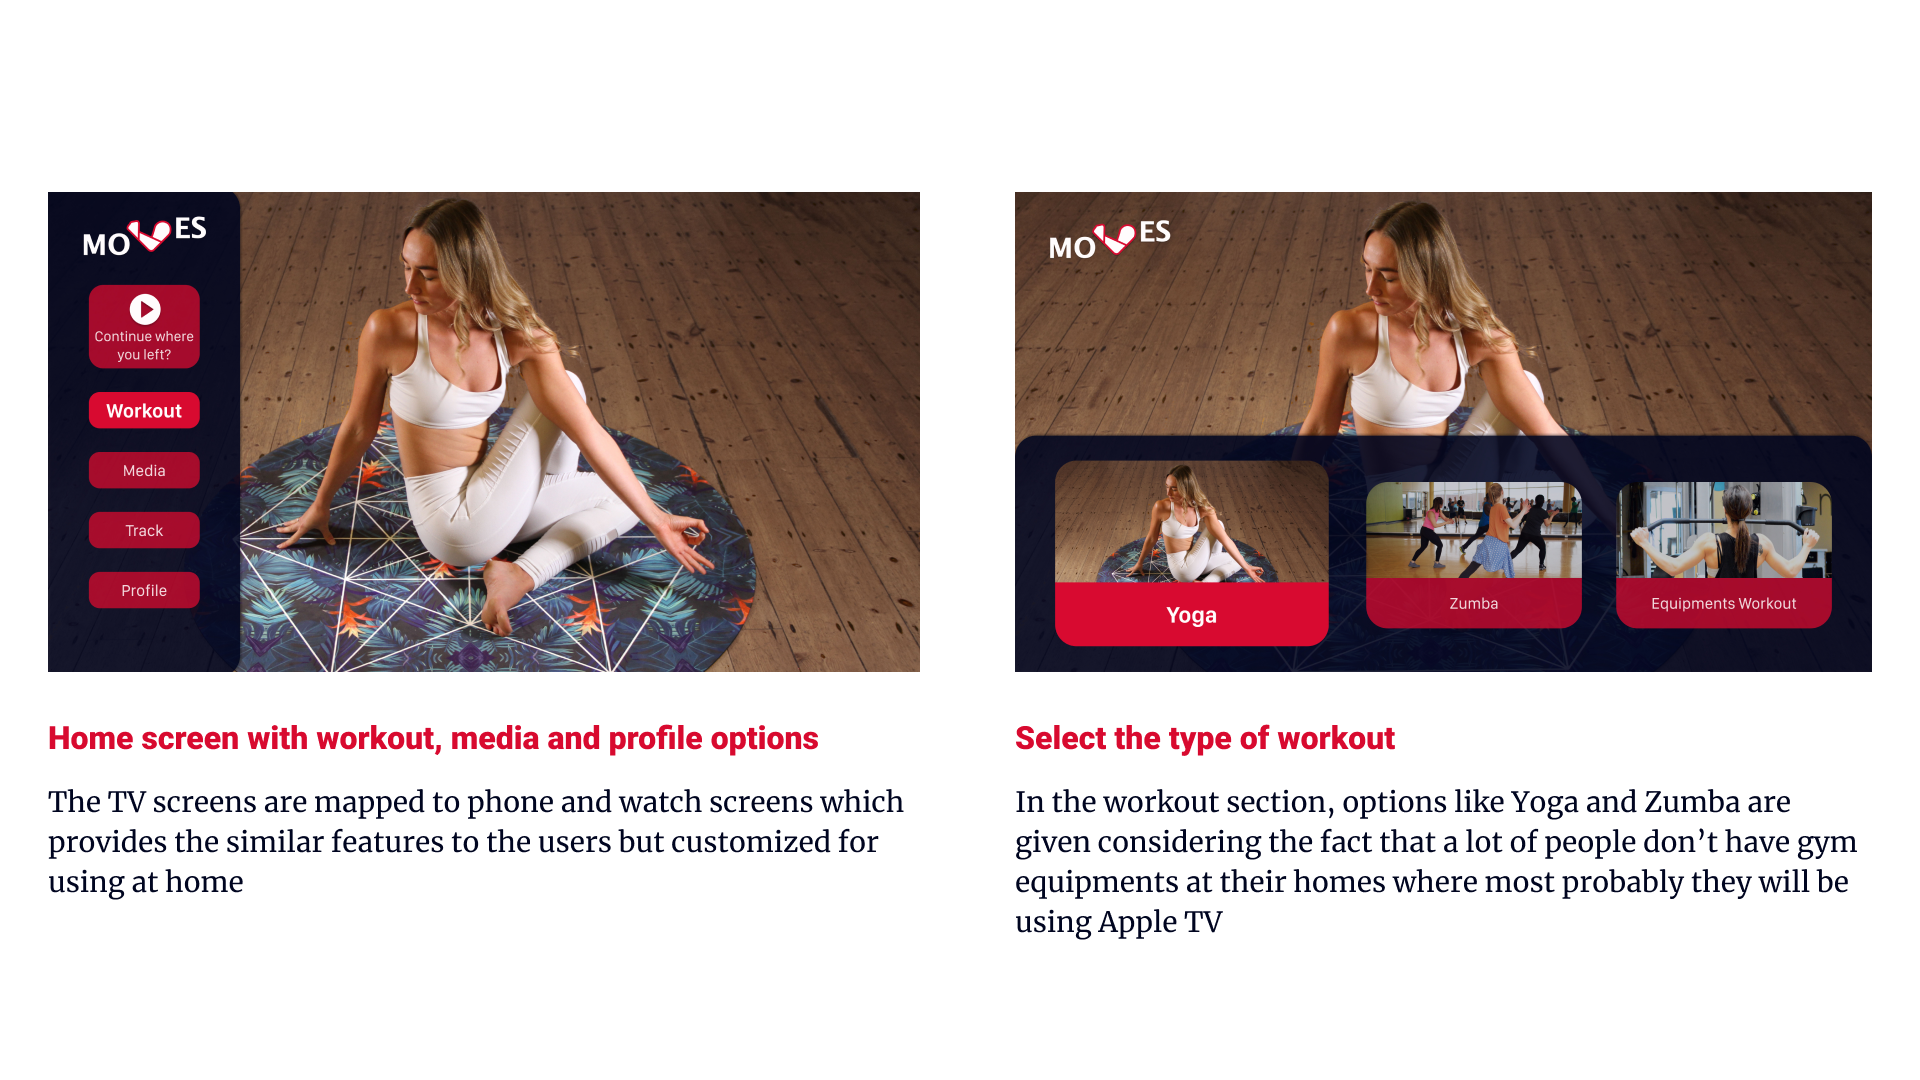 MOVES
Continue where
you left?
Workout
Media
Track
Profile
Home screen with workout, media and profile options
The TV screens are mapped to phone and watch screens which
provides the similar features to the users but customized for
using at home
MOVES
Yoga
Zumba
Equipments Workout
Select the type of workout
In the workout section, options like Yoga and Zumba are
given considering the fact that a lot of people don’t have gym
equipments at their homes where most probably they will be
using Apple TV